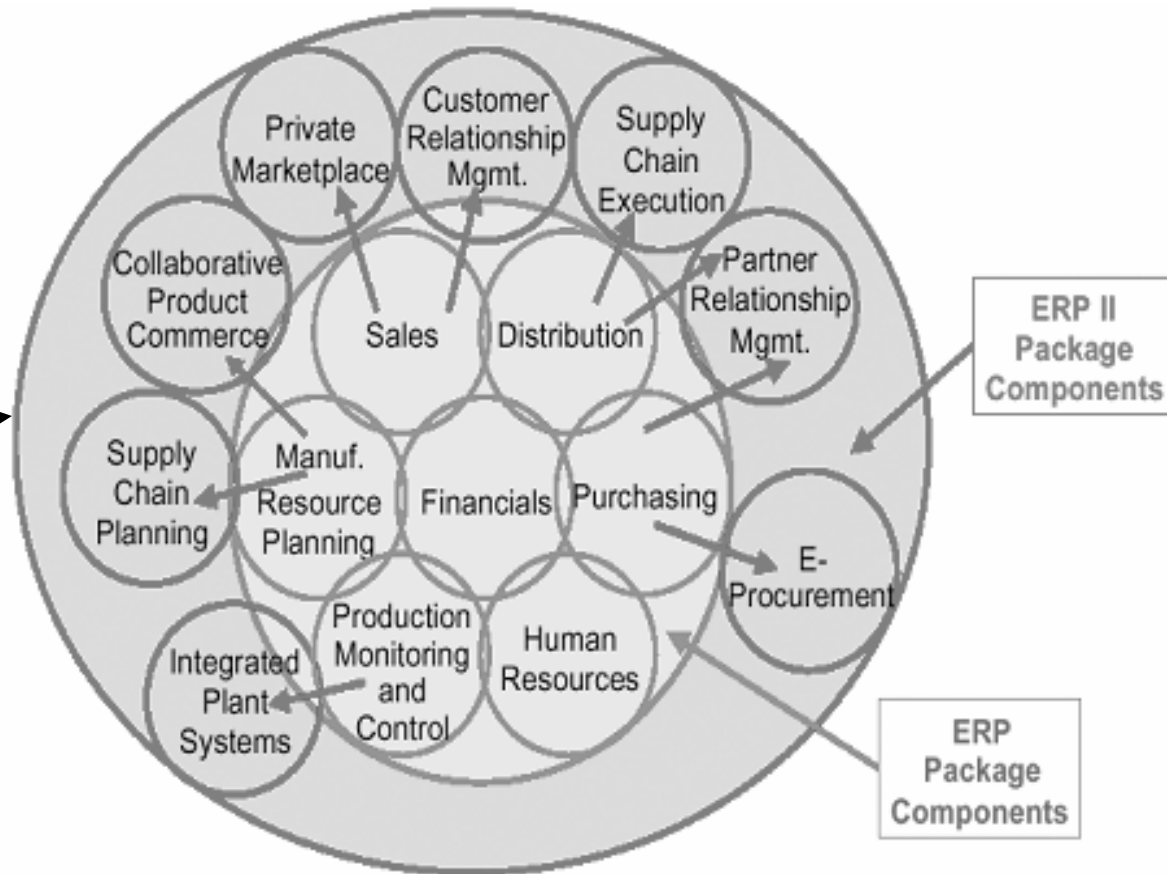 Private
Marketplace
Customer
Relationship
Mgmt.
Supply
Chain
Execution
Collaborative
Product
Commerce
Partner
Relationship
Mgmt.
Sales
Distribution
ERP II
Package
Components
Supply
Chain
Planning
Manuf.
Resource
Planning
Financials
Purchasing
E-
Procurement
Integrated
Plant
Systems
Production
Monitoring
and
Control
Human
Resources
ERP
Package
Components